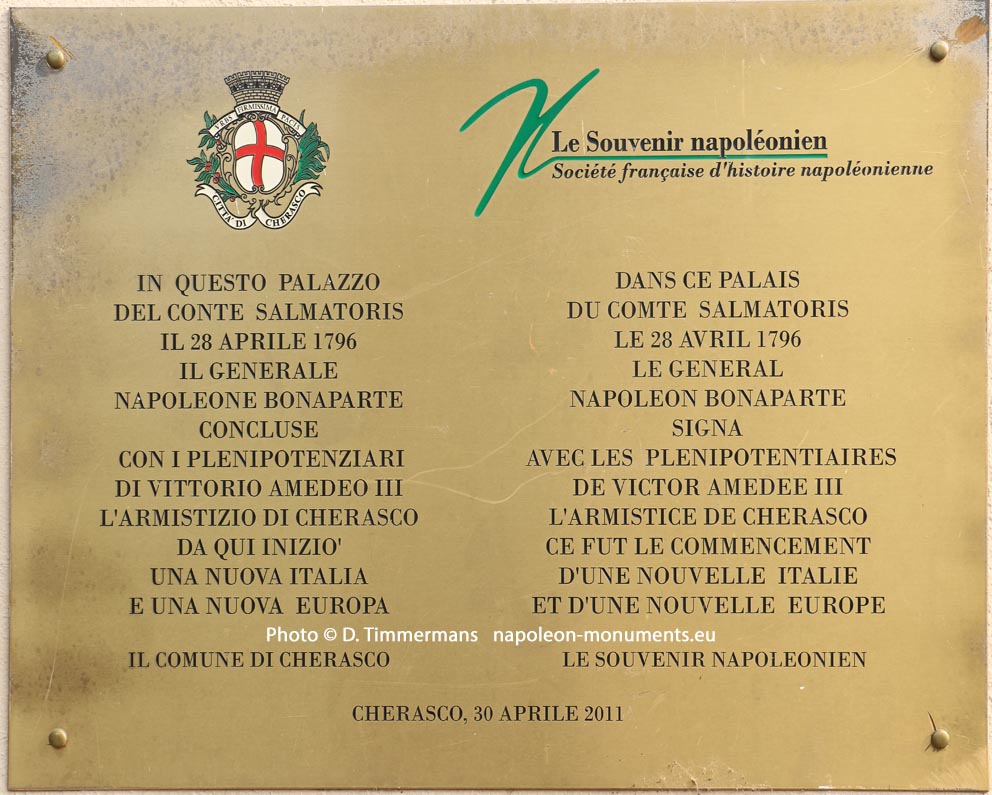 URBS FIRMISSIMA PACIS
CITTA' DI CHERASCO
Le Souvenir napoléonien
Société française d'histoire napoléonienne
IN QUESTO PALAZZO
DEL CONTE SALMATORIS
IL 28 APRILE 1796
IL GENERALE
NAPOLEONE BONAPARTE
CONCLUSE
CON I PLENIPOTENZIARI
DI VITTORIO AMEDEO III
L'ARMISTIZIO DI CHERASCO
DA QUI INIZIO'
UNA NUOVA ITALIA
E UNA NUOVA EUROPA
IL COMUNE DI CHERASCO
DANS CE PALAIS
DU COMTE SALMATORIS
LE 28 AVRIL 1796
LE GENERAL
NAPOLEON BONAPARTE
SIGNA
AVEC LES PLENIPOTENTIAIRES
DE VICTOR AMEDEE III
L'ARMISTICE DE CHERASCO
CE FUT LE COMMENCEMENT
D'UNE NOUVELLE ITALIE
ET D'UNE NOUVELLE EUROPE
LE SOUVENIR NAPOLEONIEN
Photo © D. Timmermans napoleon-monuments.eu
CHERASCO, 30 APRILE 2011